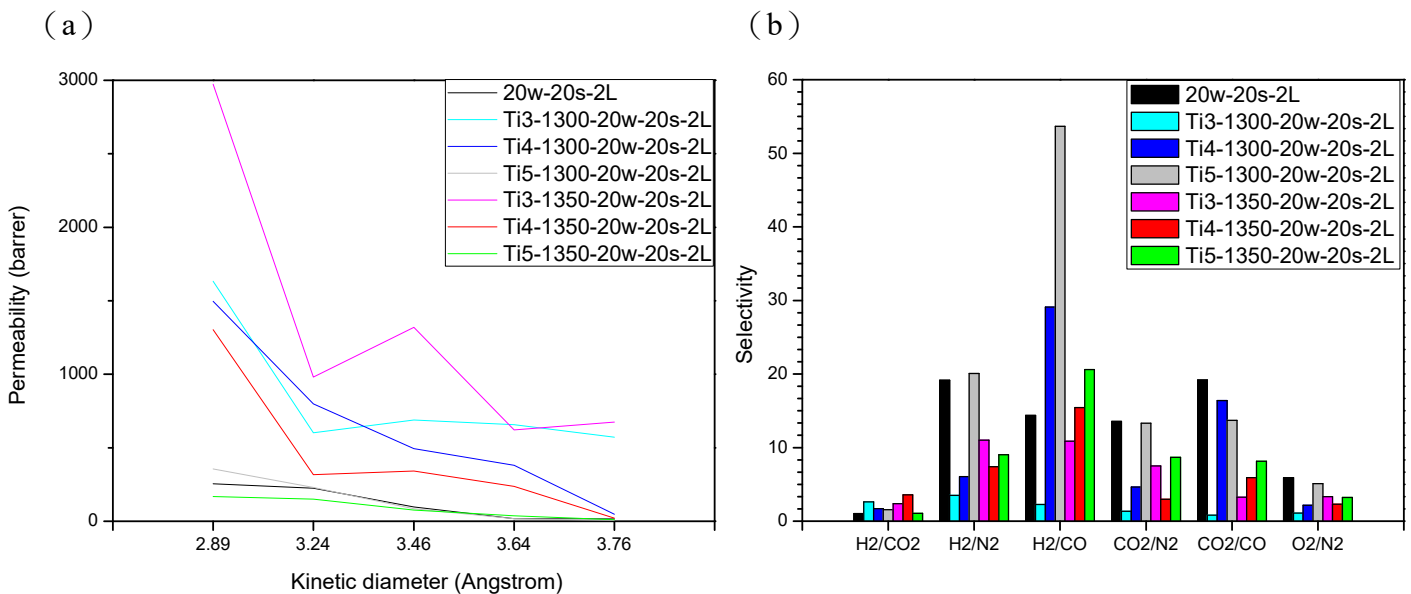 (a)
3000
2000
1000
0
Permeability (barrer)
20w-20s-2L
Ti3-1300-20w-20s-2L
Ti4-1300-20w-20s-2L
Ti5-1300-20w-20s-2L
Ti3-1350-20w-20s-2L
Ti4-1350-20w-20s-2L
Ti5-1350-20w-20s-2L
2.89 3.24 3.46 3.64 3.76
Kinetic diameter (Angstrom)
(b)
60
50
40
30
20
10
0
Selectivity
20w-20s-2L
Ti3-1300-20w-20s-2L
Ti4-1300-20w-20s-2L
Ti5-1300-20w-20s-2L
Ti3-1350-20w-20s-2L
Ti4-1350-20w-20s-2L
Ti5-1350-20w-20s-2L
H2/CO2 H2/N2 H2/CO CO2/N2 CO2/CO O2/N2